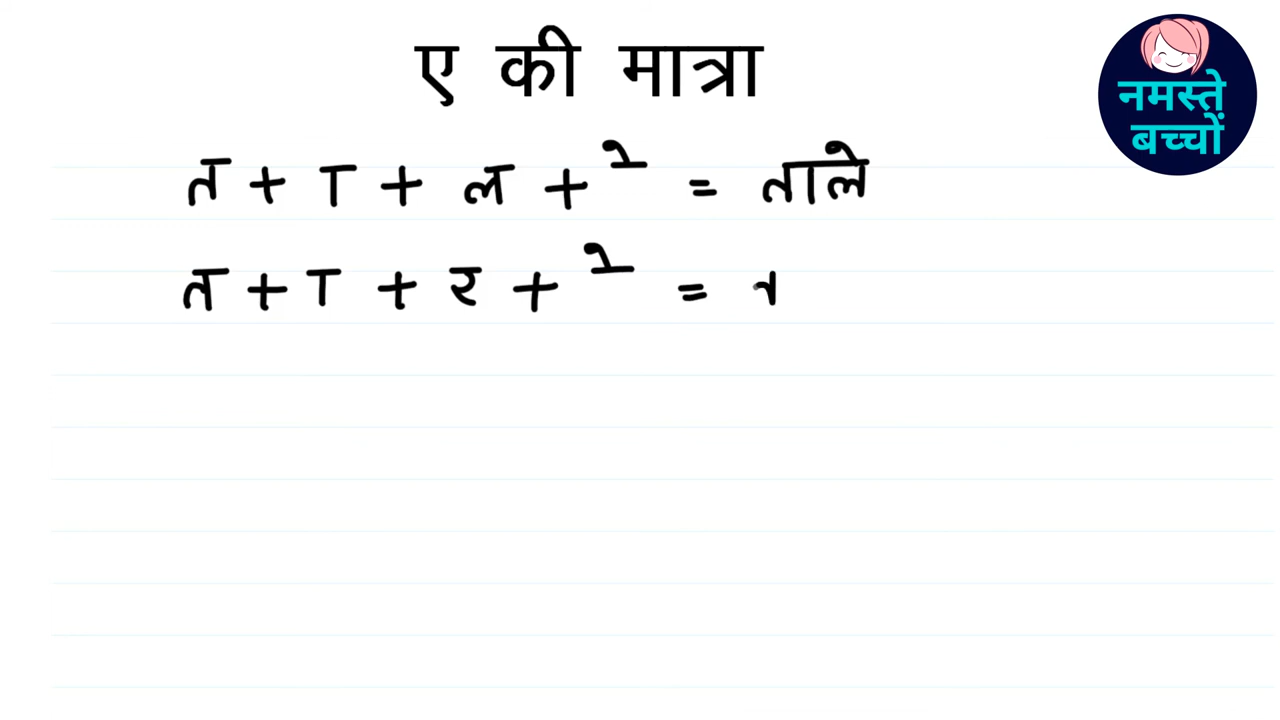 ए की मात्रा
नमस्ते
बच्चों
त + ा + ल + े = ताले
त + ा + र + े =